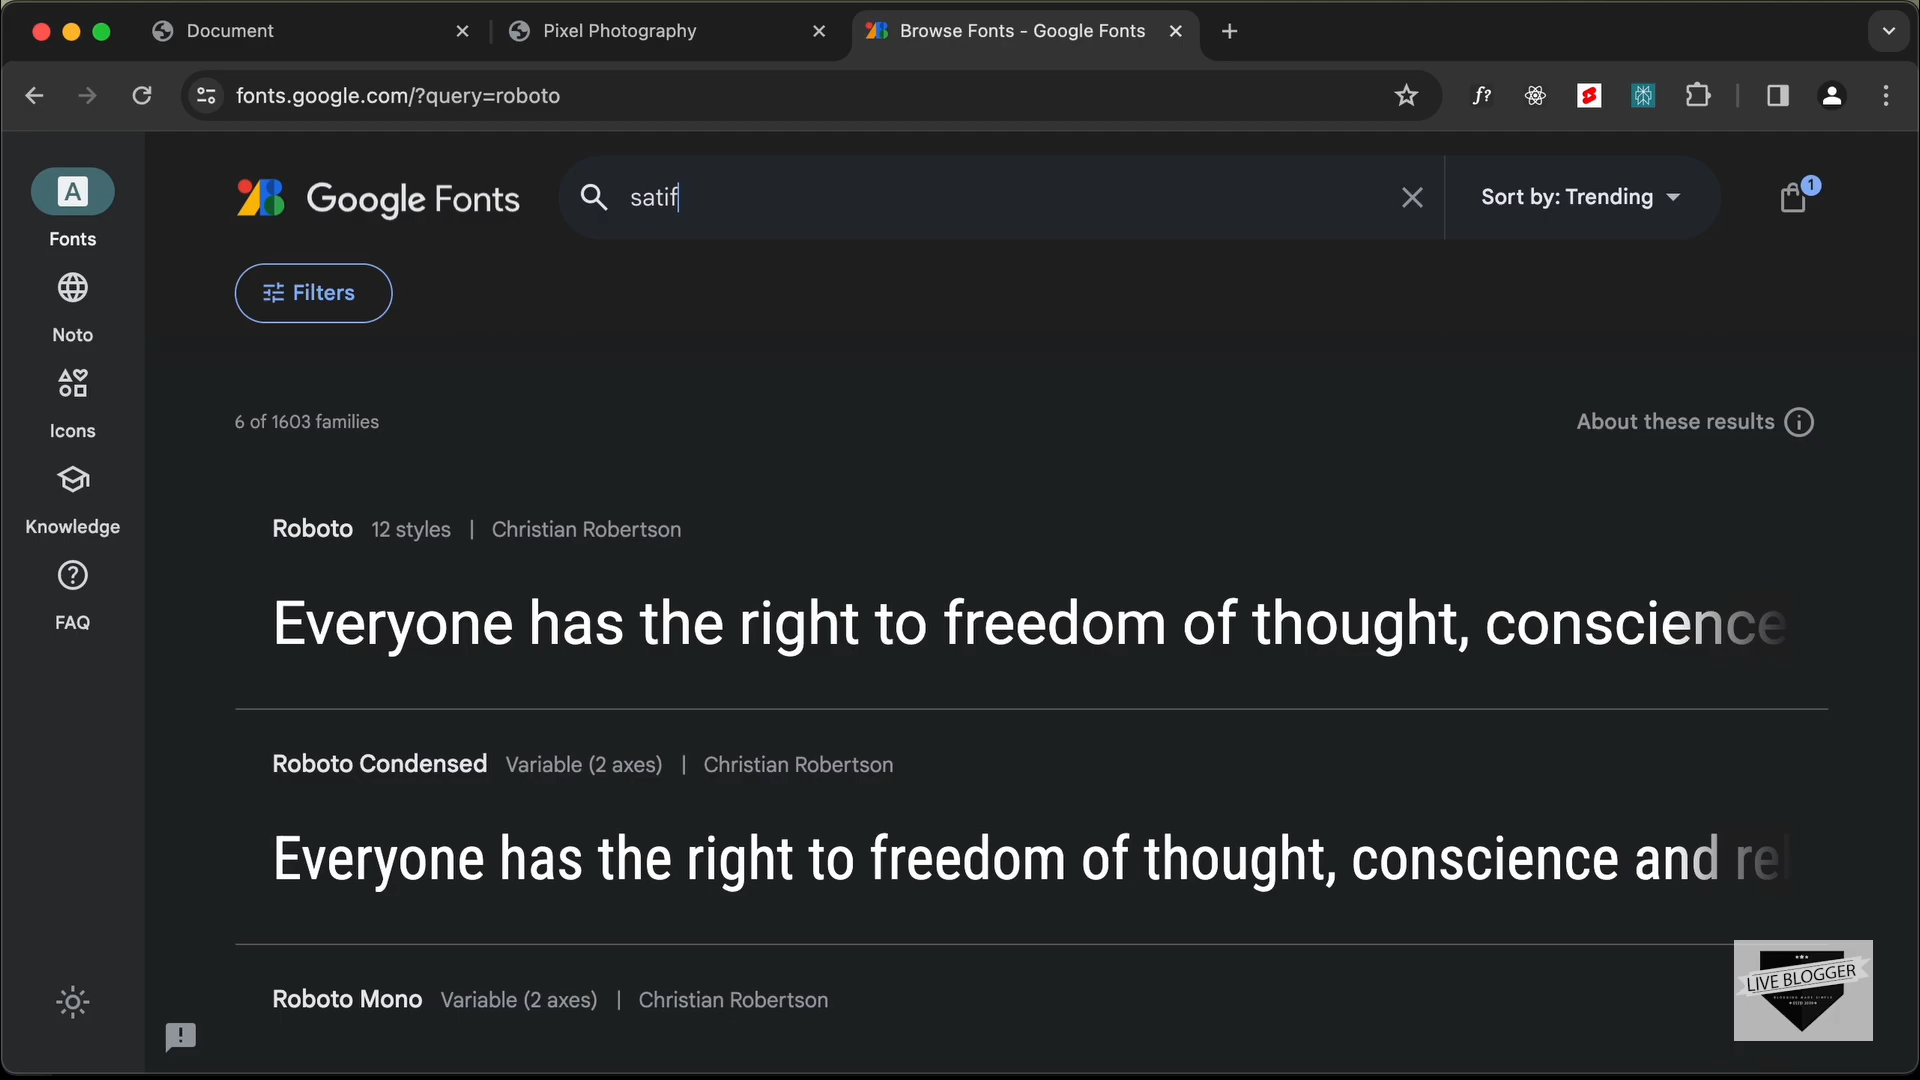 Document
Pixel Photography
Browse Fonts - Google Fonts
fonts.google.com/?query=roboto
f?
A
Fonts
Noto
Icons
Knowledge
FAQ
Google Fonts
satif
Sort by: Trending
1
Filters
6 of 1603 families
About these results
Roboto 12 styles | Christian Robertson
Everyone has the right to freedom of thought, conscience
Roboto Condensed Variable (2 axes) | Christian Robertson
Everyone has the right to freedom of thought, conscience and rel
Roboto Mono Variable (2 axes) | Christian Robertson
LIVE BLOGGER